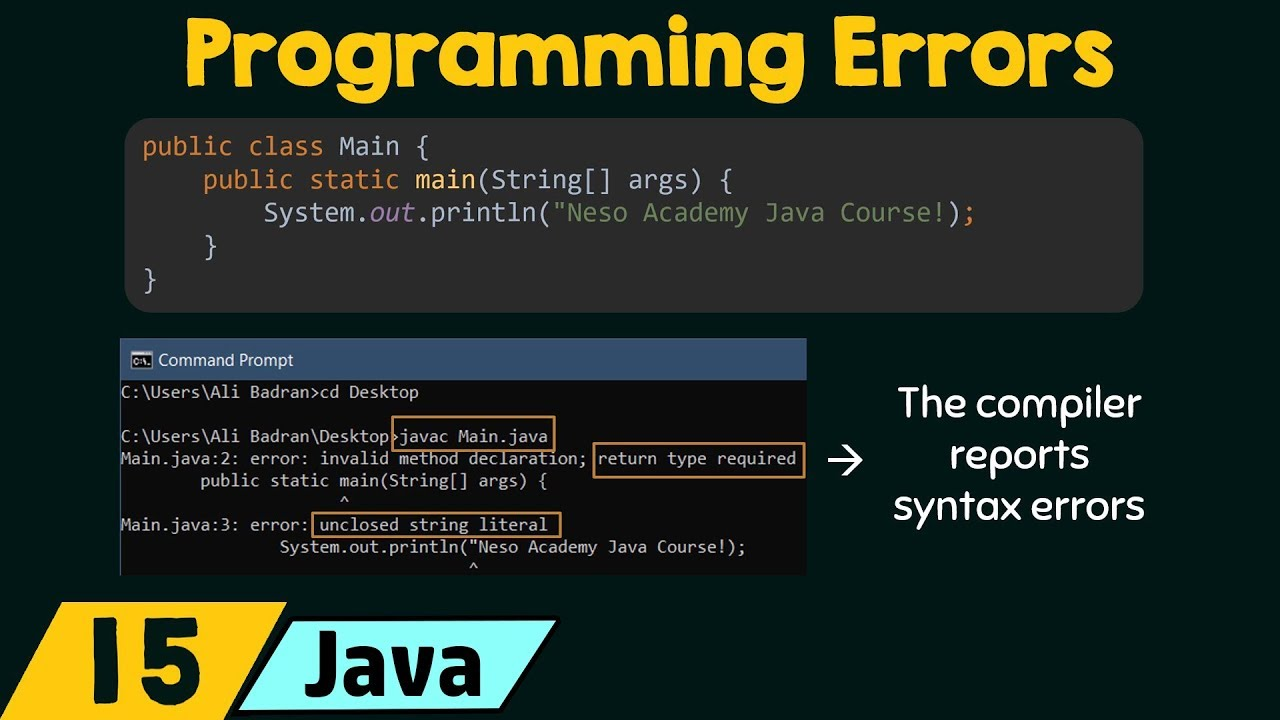 Programming Errors
public class Main {
public static main(String[] args) {
System.out.println("Neso Academy Java Course!);
}
}
C:\. Command Prompt
C:\Users\Ali Badran>cd Desktop
C:\Users\Ali Badran\Desktop>javac Main.java
Main.java:2: error: invalid method declaration; return type required
public static main(String[] args) {
^
Main.java:3: error: unclosed string literal
System.out.println("Neso Academy Java Course!);
^
→ The compiler
reports
syntax errors
15 Java